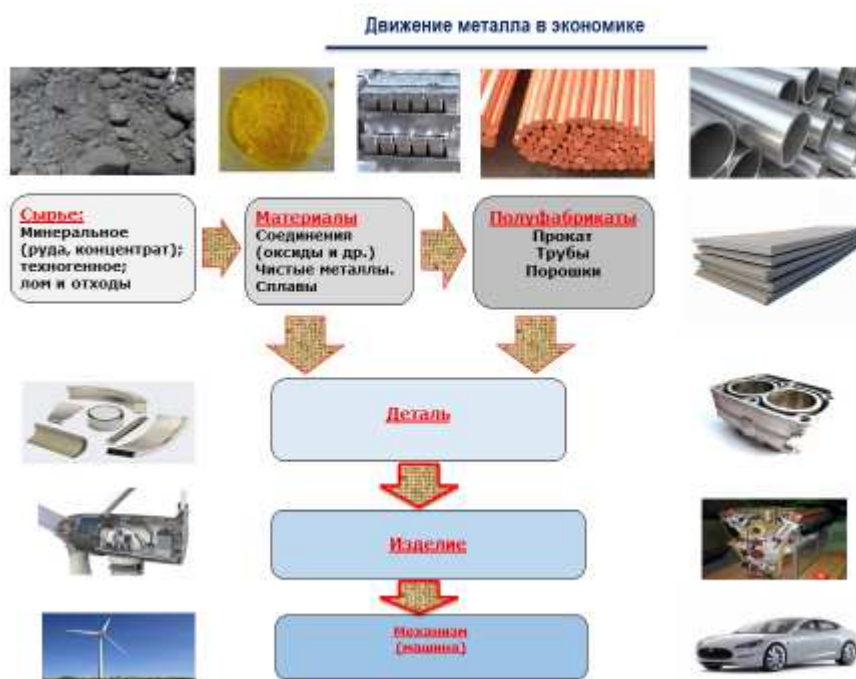 Движение металла в экономике
Сырье:
Минеральное
(руда, концентрат);
техногенное;
лом и отходы
Материалы
Соединения
(оксиды и др.)
Чистые металлы.
Сплавы
Полуфабрикаты
Прокат
Трубы
Порошки
Деталь
Изделие
Механизм
(машина)